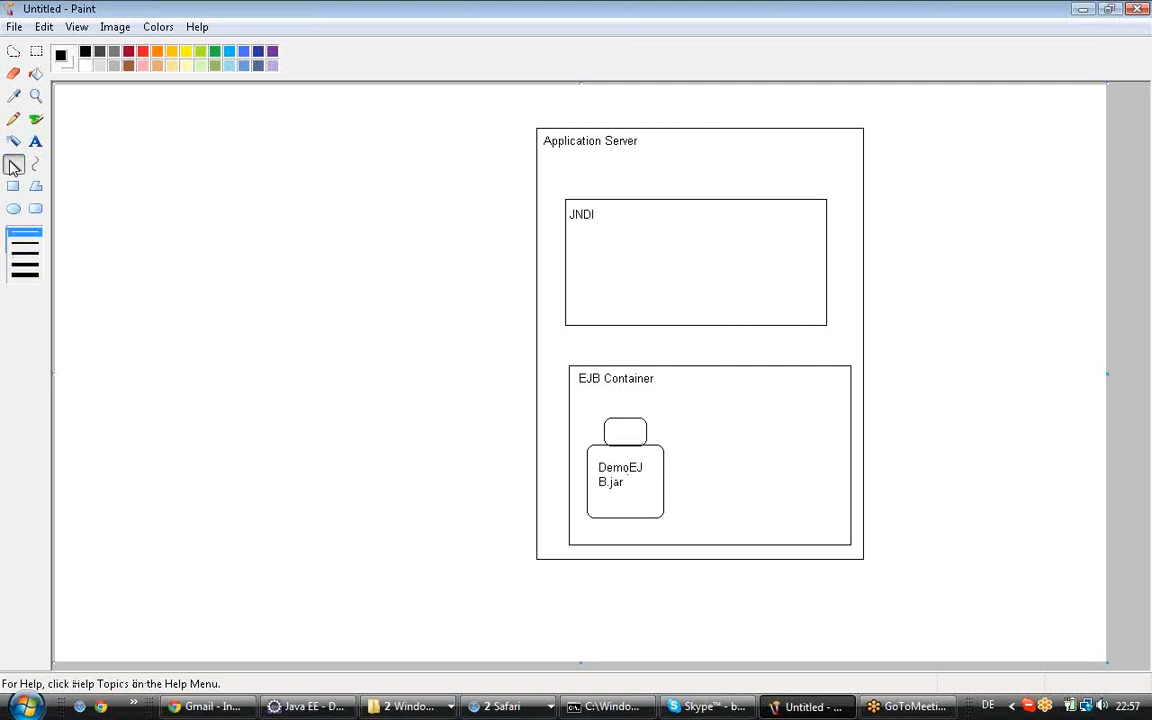 Untitled - Paint
File Edit View Image Colors Help
Application Server
JNDI
EJB Container
DemoEJ
B.jar
For Help, click Help Topics on the Help Menu.
Gmail - In... Java EE - D... 2 Windo... 2 Safari C:\Windo... Skype™ - b... Untitled - ... GoToMeeti... DE 22:57